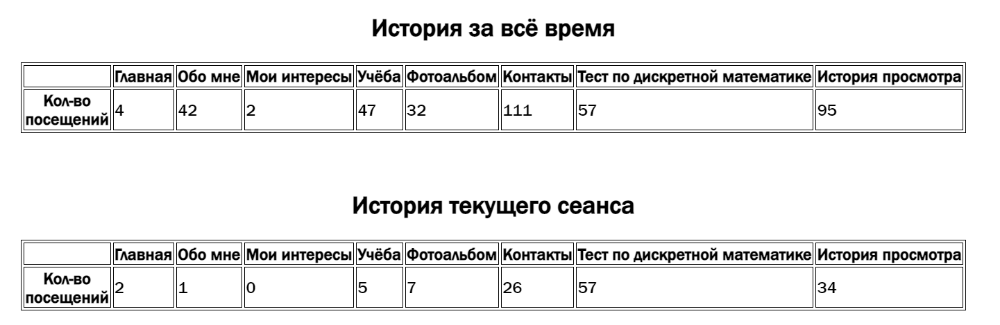 История за всё время
Главная Обо мне Мои интересы Учёба Фотоальбом Контакты Тест по дискретной математике История просмотра
Кол-во
посещений 4 42 2 47 32 111 57 95
История текущего сеанса
Главная Обо мне Мои интересы Учёба Фотоальбом Контакты Тест по дискретной математике История просмотра
Кол-во
посещений 2 1 0 5 7 26 57 34